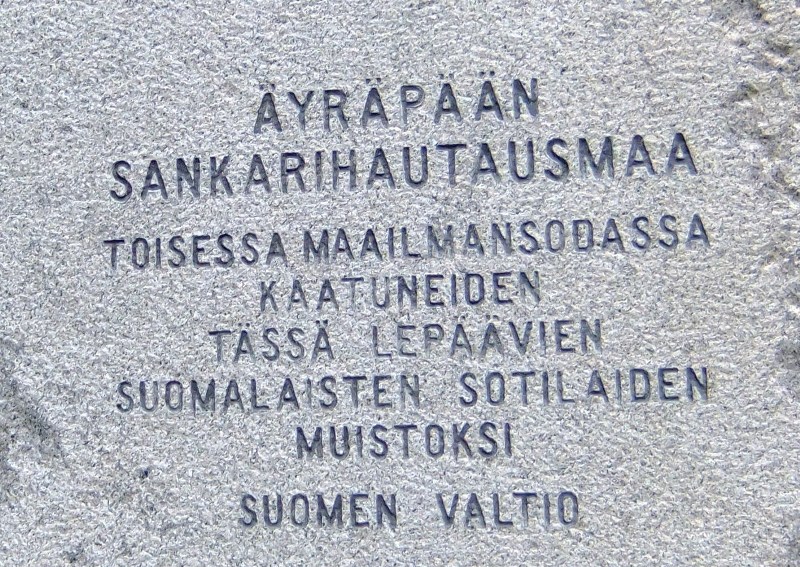 ÄYRÄPÄÄN
SANKARIHAUTAUSMAA
TOISESSA MAAILMANSODASSA
KAATUNEIDEN
TÄSSÄ LEPÄÄVIEN
SUOMALAISTEN SOTILAIDEN
MUISTOKSI
SUOMEN VALTIO